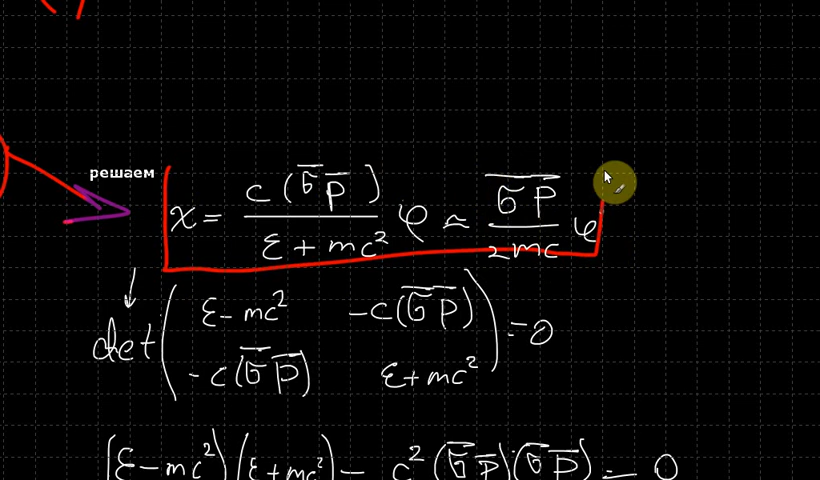 решаем
χ = c(σ̄p̄) / (ε + mc²) φ ≈ σ̄p̄ / 2mc φ
det ( ε - mc² -c(σ̄p̄) ) = 0
-c(σ̄p̄) ε + mc²
(ε - mc²)(ε + mc²) - c²(σ̄p̄)(σ̄p̄) = 0